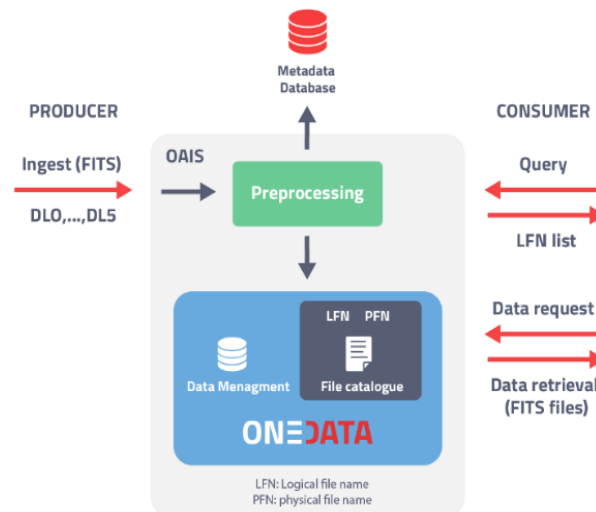 Metadata
Database
PRODUCER
CONSUMER
OAIS
Ingest (FITS)
DL0,...,DL5
Preprocessing
Query
LFN list
LFN PFN
Data Menagment
File catalogue
ONEDATA
Data request
Data retrieval
(FITS files)
LFN: Logical file name
PFN: physical file name